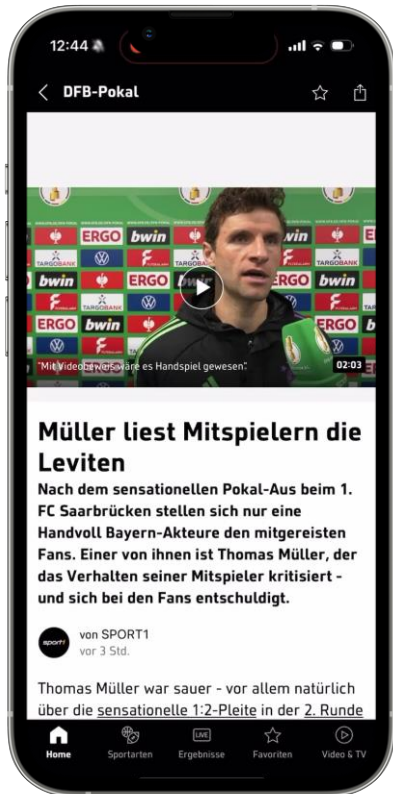 12:44
DFB-Pokal
ERGO bwin
TARGOBANK
bwin ERGO
ERGO bwin
"Mit Videobeweis wäre es Handspiel gewesen".
02:03
Müller liest Mitspielern die
Leviten
Nach dem sensationellen Pokal-Aus beim 1.
FC Saarbrücken stellen sich nur eine
Handvoll Bayern-Akteure den mitgereisten
Fans. Einer von ihnen ist Thomas Müller, der
das Verhalten seiner Mitspieler kritisiert -
und sich bei den Fans entschuldigt.
sport1
von SPORT1
vor 3 Std.
Thomas Müller war sauer - vor allem natürlich
über die sensationelle 1:2-Pleite in der 2. Runde
LIVE
Home Sportarten Ergebnisse Favoriten Video & TV